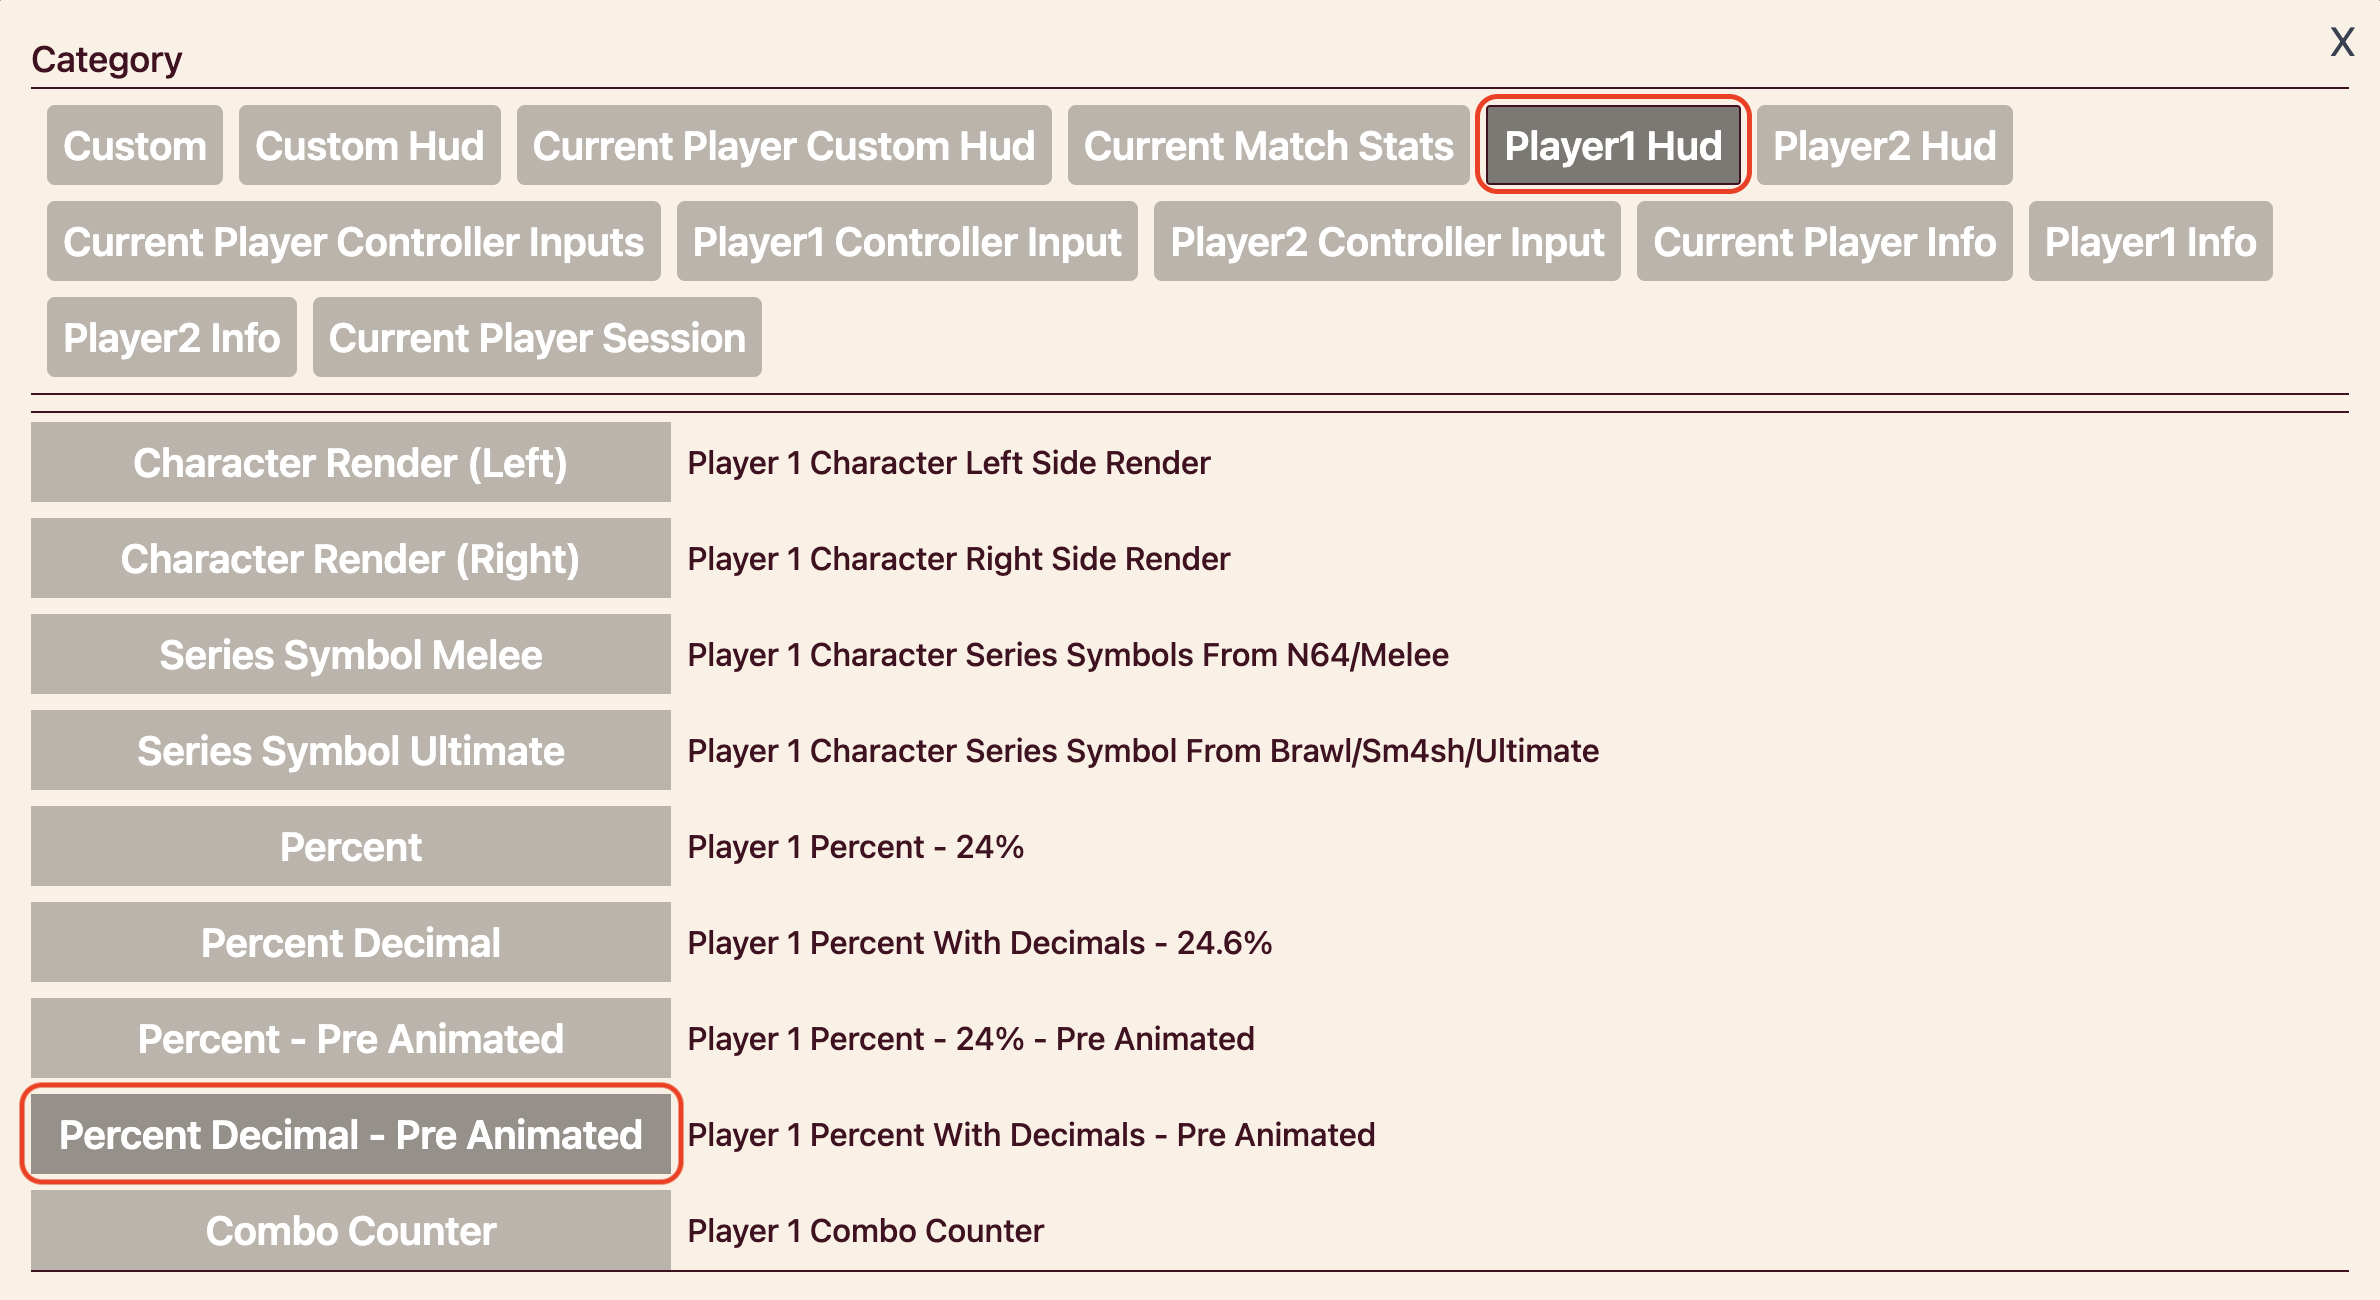 X
Category
Custom Custom Hud Current Player Custom Hud Current Match Stats Player1 Hud Player2 Hud
Current Player Controller Inputs Player1 Controller Input Player2 Controller Input Current Player Info Player1 Info
Player2 Info Current Player Session
Character Render (Left) Player 1 Character Left Side Render
Character Render (Right) Player 1 Character Right Side Render
Series Symbol Melee Player 1 Character Series Symbols From N64/Melee
Series Symbol Ultimate Player 1 Character Series Symbol From Brawl/Sm4sh/Ultimate
Percent Player 1 Percent - 24%
Percent Decimal Player 1 Percent With Decimals - 24.6%
Percent - Pre Animated Player 1 Percent - 24% - Pre Animated
Percent Decimal - Pre Animated Player 1 Percent With Decimals - Pre Animated
Combo Counter Player 1 Combo Counter